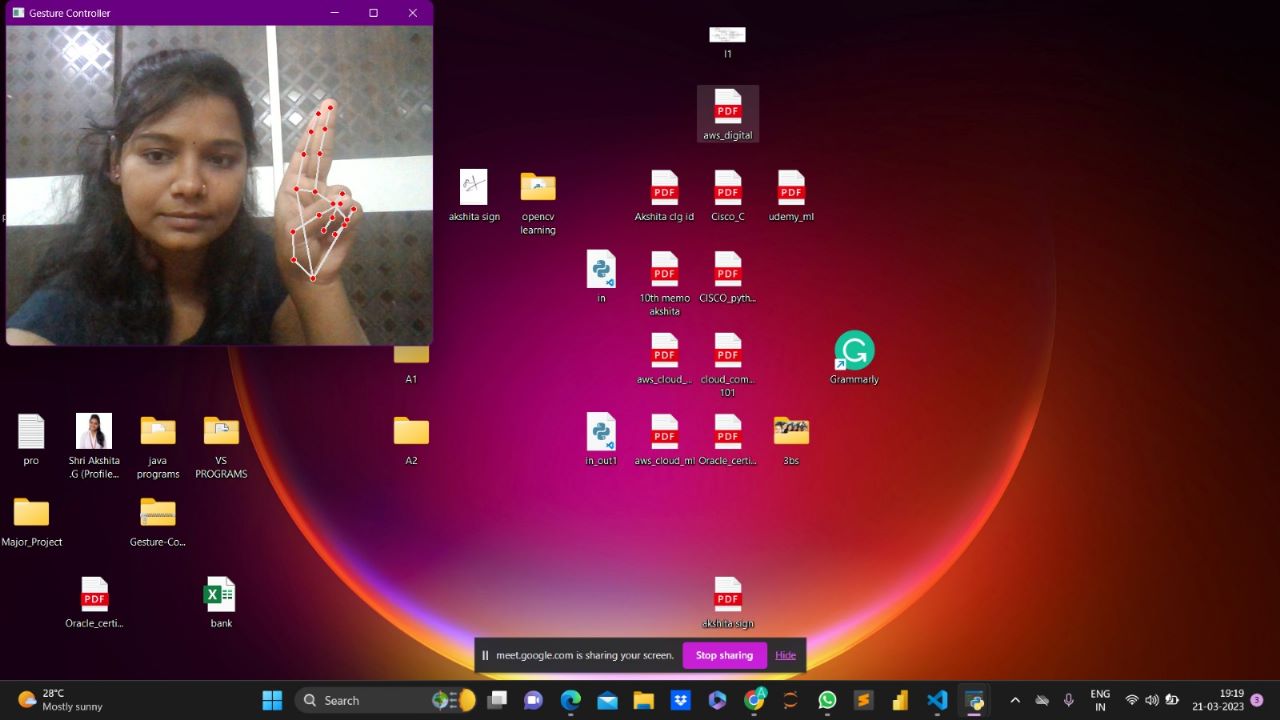 Gesture Controller
I1
PDF
aws_digital
akshita sign
opencv
learning
PDF
Akshita clg id
PDF
Cisco_C
PDF
udemy_ml
in
PDF
10th memo
akshita
PDF
CISCO_pyth...
A1
PDF
aws_cloud_...
PDF
cloud_com...
101
Grammarly
pro
Shri Akshita
.G (Profile...
java
programs
VS
PROGRAMS
A2
in_out1
PDF
aws_cloud_ml
PDF
Oracle_certi...
3bs
Major_Project
Gesture-Co...
PDF
Oracle_certi...
bank
PDF
akshita sign
meet.google.com is sharing your screen.
Stop sharing
Hide
28°C
Mostly sunny
Search
A
ENG
IN
19:19
21-03-2023
3